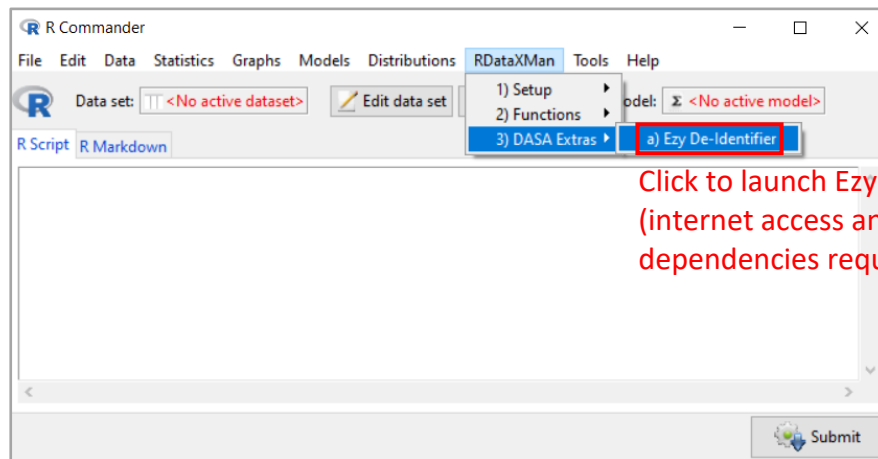 R Commander
File Edit Data Statistics Graphs Models Distributions RDataXMan Tools Help
Data set: <No active dataset> Edit data set odel: Σ <No active model>
1) Setup
2) Functions
3) DASA Extras
a) Ezy De-Identifier
R Script R Markdown
Click to launch Ezy
(internet access
dependencies
Submit